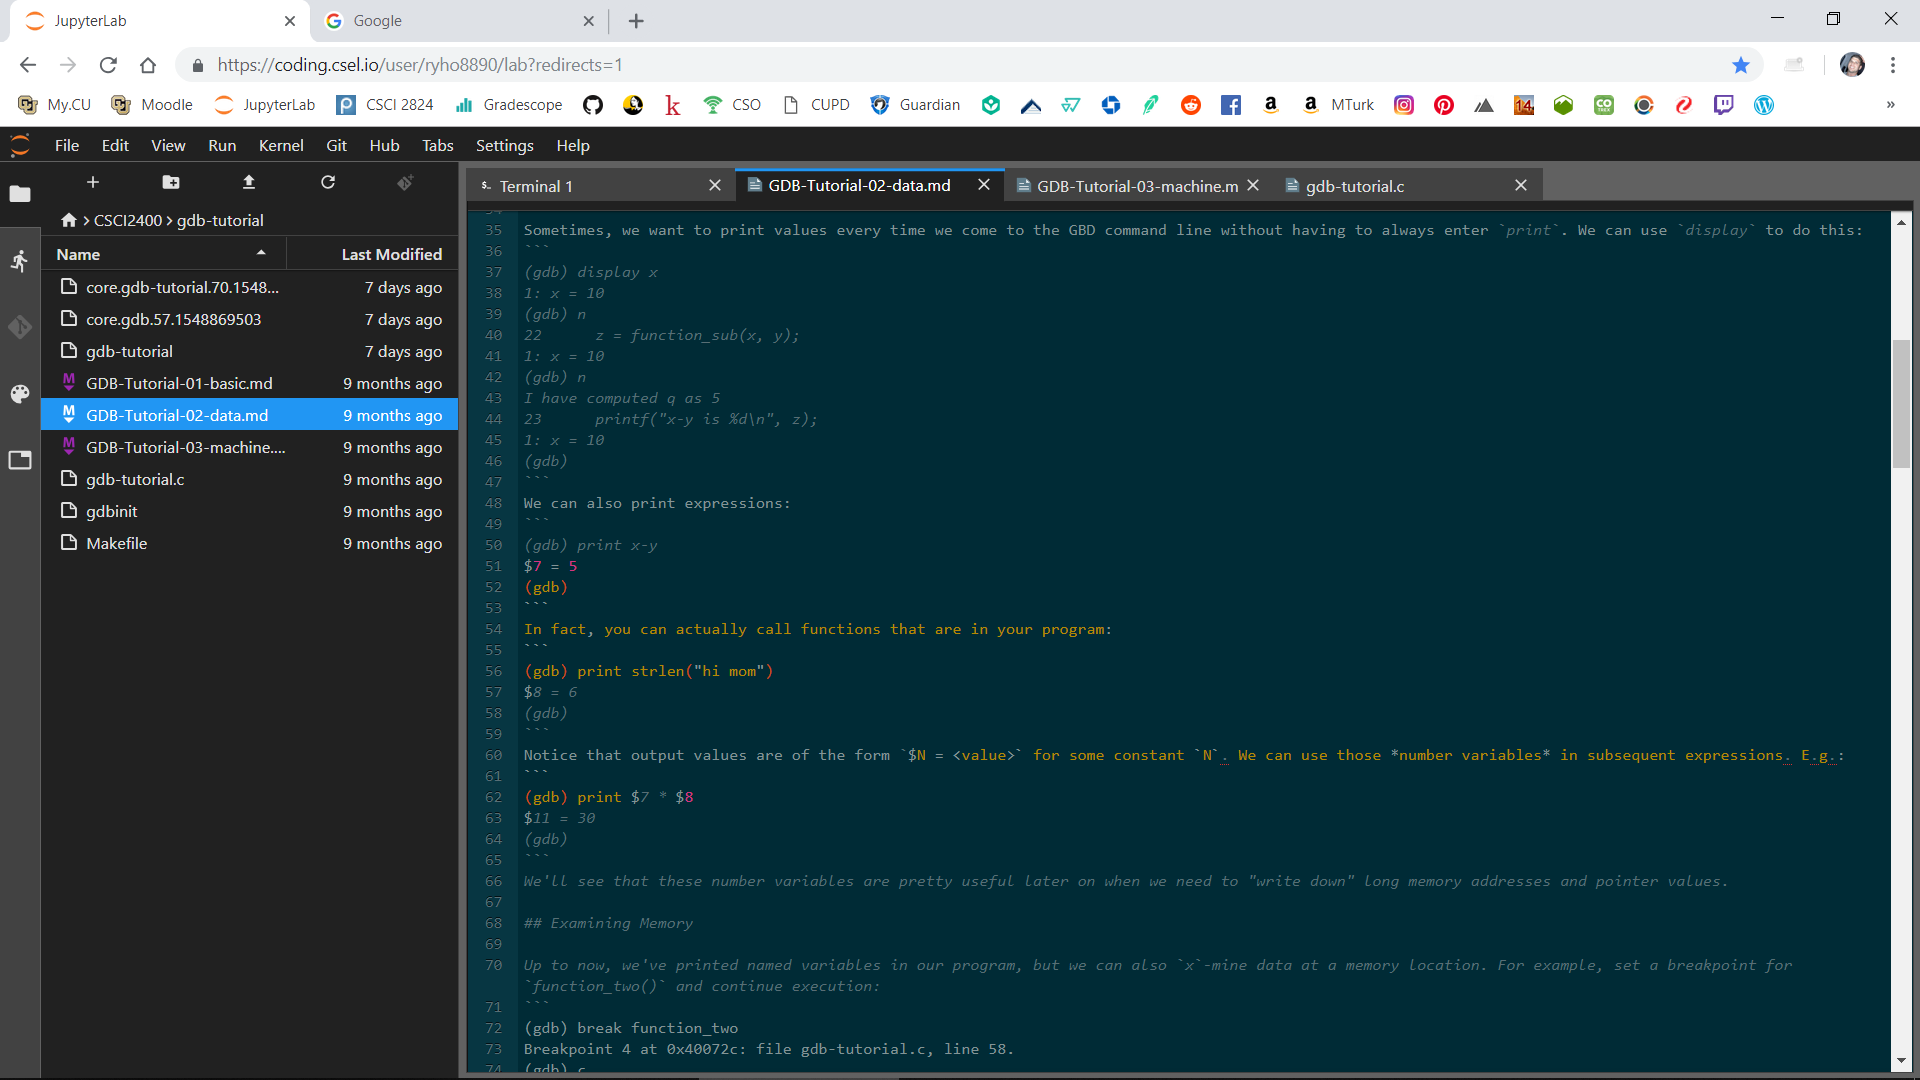 JupyterLab
Google
https://coding.csel.io/user/ryho8890/lab?redirects=1
My.CU Moodle JupyterLab CSCI 2824 Gradescope CSO CUPD Guardian MTurk
File Edit View Run Kernel Git Hub Tabs Settings Help
Terminal 1 GDB-Tutorial-02-data.md GDB-Tutorial-03-machine.m gdb-tutorial.c
CSCI2400 > gdb-tutorial
Name Last Modified
core.gdb-tutorial.70.1548... 7 days ago
core.gdb.57.1548869503 7 days ago
gdb-tutorial 7 days ago
GDB-Tutorial-01-basic.md 9 months ago
GDB-Tutorial-02-data.md 9 months ago
GDB-Tutorial-03-machine.... 9 months ago
gdb-tutorial.c 9 months ago
gdbinit 9 months ago
Makefile 9 months ago
35 Sometimes, we want to print values every time we come to the GBD command line without having to always enter `print`. We can use `display` to do this:
36 ```
37 (gdb) display x
38 1: x = 10
39 (gdb) n
40 22      z = function_sub(x, y);
41 1: x = 10
42 (gdb) n
43 I have computed q as 5
44 23      printf("x-y is %d\n", z);
45 1: x = 10
46 (gdb)
47 ```
48 We can also print expressions:
49 ```
50 (gdb) print x-y
51 $7 = 5
52 (gdb)
53 ```
54 In fact, you can actually call functions that are in your program:
55 ```
56 (gdb) print strlen("hi mom")
57 $8 = 6
58 (gdb)
59 ```
60 Notice that output values are of the form `$N = <value>` for some constant `N`. We can use those *number variables* in subsequent expressions. E.g.:
61 ```
62 (gdb) print $7 * $8
63 $11 = 30
64 (gdb)
65 ```
66 We'll see that these number variables are pretty useful later on when we need to "write down" long memory addresses and pointer values.
67
68 ## Examining Memory
69
70 Up to now, we've printed named variables in our program, but we can also `x`-mine data at a memory location. For example, set a breakpoint for
`function_two()` and continue execution:
71 ```
72 (gdb) break function_two
73 Breakpoint 4 at 0x40072c: file gdb-tutorial.c, line 58.
74 (gdb) c